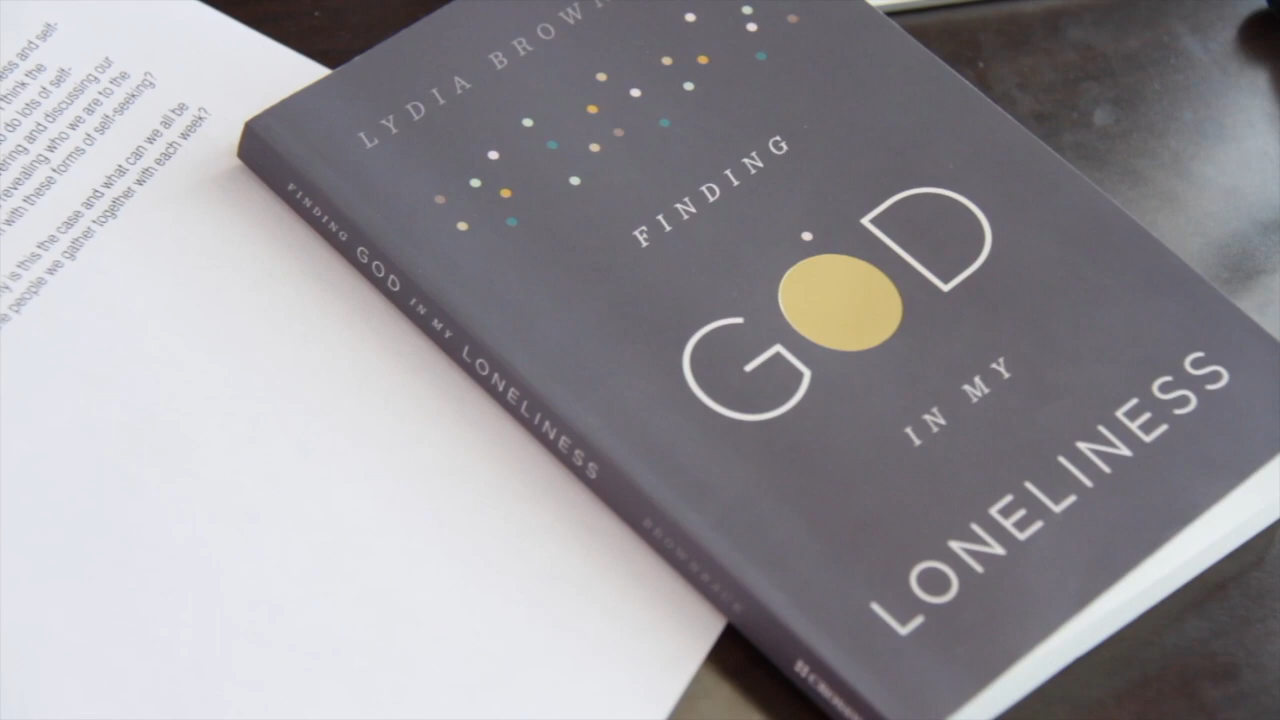 ess and self-
think the
o do lots of self-
ering and discussing our
revealing who we are to the
with these forms of self-seeking?
y is this the case and what can we all be
e people we gather together with each week?
LYDIA BROWN
FINDING
GOD
IN MY
LONELINESS
FINDING GOD IN MY LONELINESS BROWNBACK